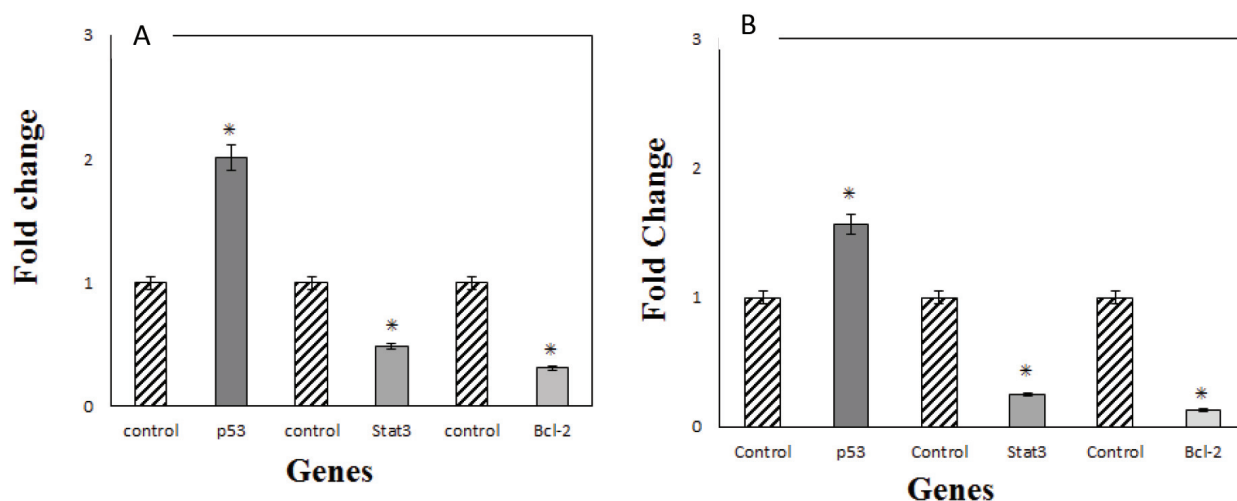 A
Fold change
3
2
1
0
*
*
*
control p53 control Stat3 control Bcl-2
Genes
B
Fold Change
3
2
1
0
*
*
*
Control p53 Control Stat3 Control Bcl-2
Genes